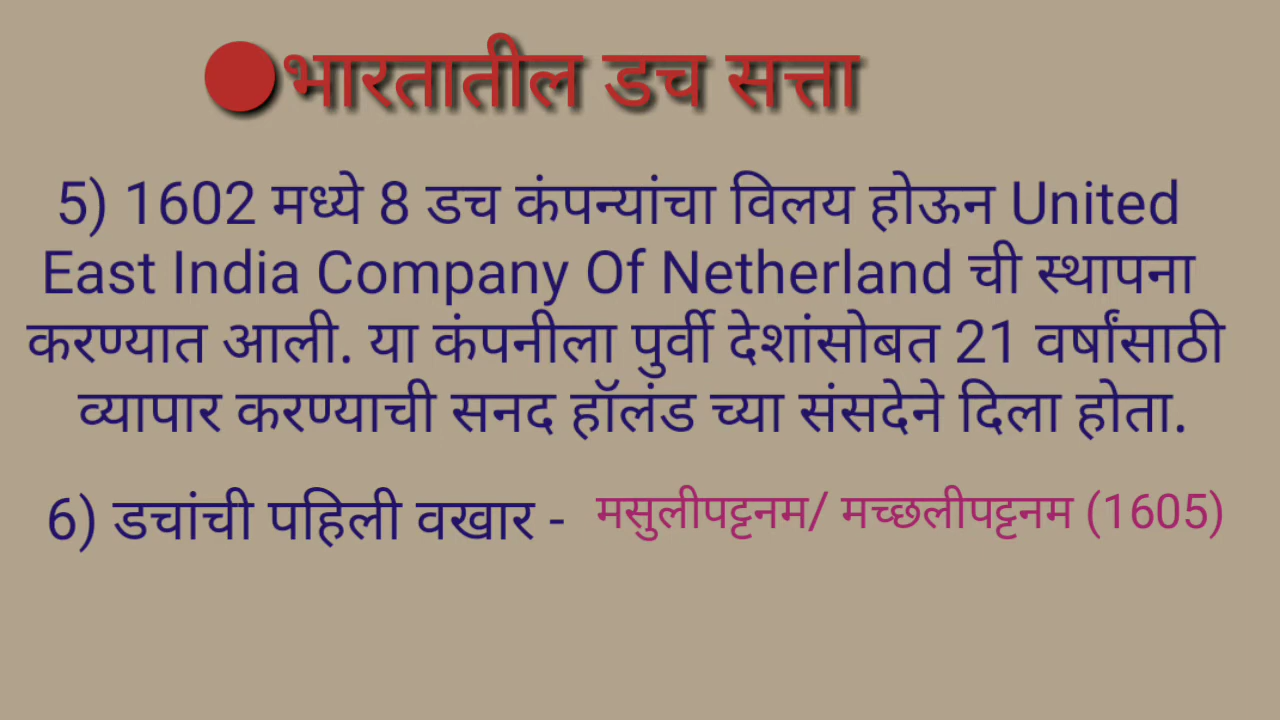 भारतातील डच सत्ता
5) 1602 मध्ये 8 डच कंपन्यांचा विलय होऊन United
East India Company Of Netherland ची स्थापना
करण्यात आली. या कंपनीला पुर्वी देशांसोबत 21 वर्षांसाठी
व्यापार करण्याची सनद हॉलंड च्या संसदेने दिला होता.
6) डचांची पहिली वखार - मसुलीपट्टनम/ मच्छलीपट्टनम (1605)